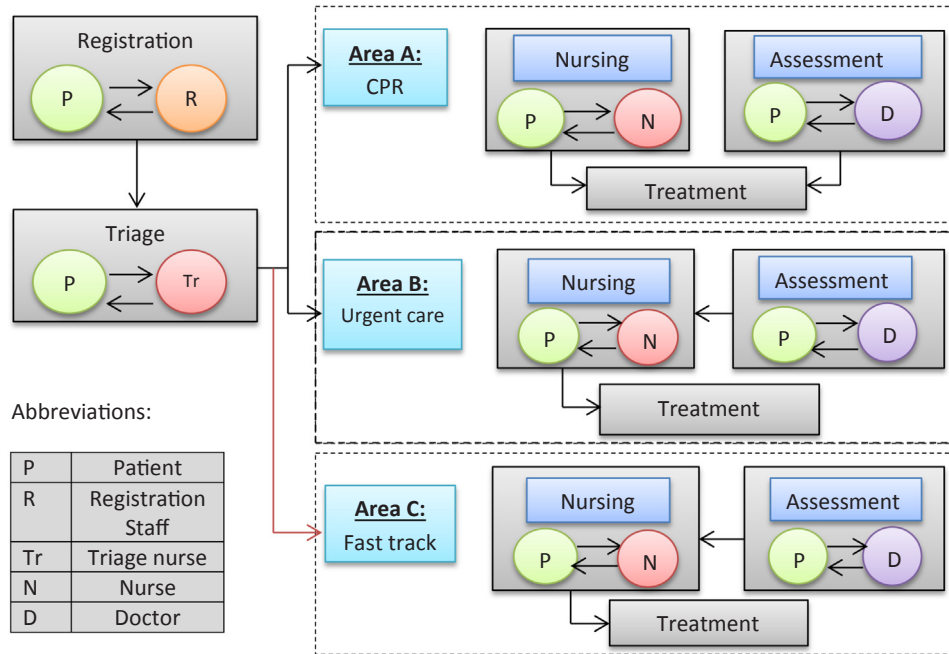 Registration
P
R
Triage
P
Tr
Abbreviations:
P Patient
R Registration
Staff
Tr Triage nurse
N Nurse
D Doctor
Area A:
CPR
Nursing
P
N
Assessment
P
D
Treatment
Area B:
Urgent care
Nursing
P
N
Assessment
P
D
Treatment
Area C:
Fast track
Nursing
P
N
Assessment
P
D
Treatment